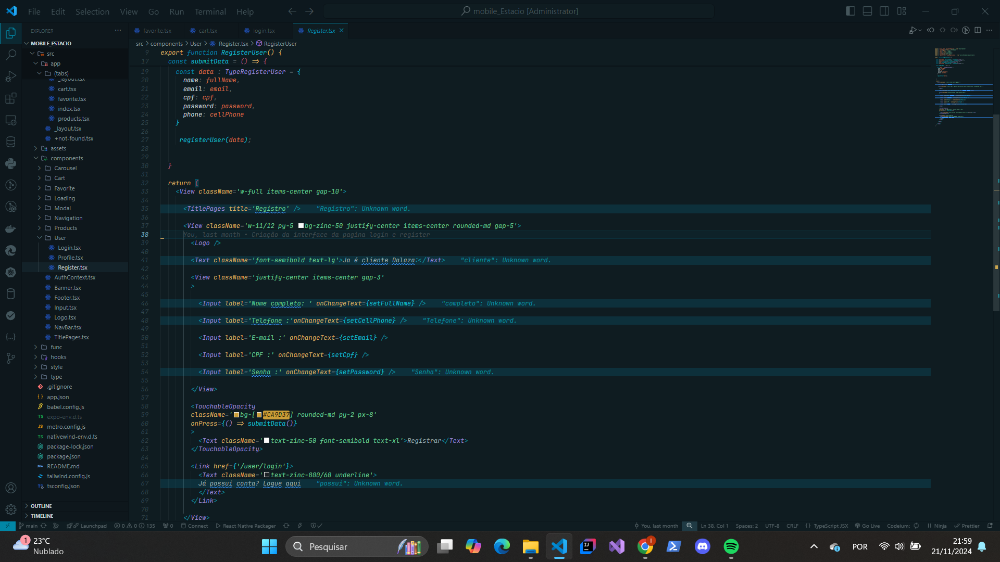 File Edit Selection View Go Run Terminal Help
mobile_Estacio [Administrator]
EXPLORER
favorite.tsx
cart.tsx
login.tsx
Register.tsx
MOBILE_ESTACIO
src
app
(tabs)
_layout.tsx
cart.tsx
favorite.tsx
index.tsx
products.tsx
_layout.tsx
+not-found.tsx
assets
components
Carousel
Cart
Favorite
Loading
Modal
Navigation
Products
User
Login.tsx
Profile.tsx
Register.tsx
AuthContext.tsx
Banner.tsx
Footer.tsx
Input.tsx
Logo.tsx
NavBar.tsx
TitlePages.tsx
func
hooks
style
type
.gitignore
app.json
babel.config.js
expo-env.d.ts
metro.config.js
nativewind-env.d.ts
package-lock.json
package.json
README.md
tailwind.config.js
tsconfig.json
OUTLINE
TIMELINE
src > components > User > Register.tsx > RegisterUser
9 export function RegisterUser() {
17 const submitData = () => {
19 const data : TypeRegisterUser = {
20 name: fullName,
21 email: email,
22 cpf: cpf,
23 password: password,
24 phone: cellPhone
25 }
26
27 registerUser(data);
28
29
30 }
31
32 return (
33 <View className='w-full items-center gap-10'>
34
35 <TitlePages title='Registro' /> "Registro": Unknown word.
36
37 <View className='w-11/12 py-5 bg-zinc-50 justify-center items-center rounded-md gap-5'>
38 You, last month • Criação da interface da pagina login e register
39 <Logo />
40
41 <Text className='font-semibold text-lg'>Ja é cliente Dalaza:</Text> "cliente": Unknown word.
42
43 <View className='justify-center items-center gap-3'
44 >
45
46 <Input label='Nome completo: ' onChangeText={setFullName} /> "completo": Unknown word.
47
48 <Input label='Telefone :'onChangeText={setCellPhone} /> "Telefone": Unknown word.
49
50 <Input label='E-mail :' onChangeText={setEmail} />
51
52 <Input label='CPF :' onChangeText={setCpf} />
53
54 <Input label='Senha :' onChangeText={setPassword} /> "Senha": Unknown word.
55
56 </View>
57
58 <TouchableOpacity
59 className='bg-[#CA9D37] rounded-md py-2 px-8'
60 onPress={() => submitData()}
61 >
62 <Text className='text-zinc-50 font-semibold text-xl'>Registrar</Text>
63 </TouchableOpacity>
64
65 <Link href={'/user/login'}>
66 <Text className='text-zinc-800/60 underline'>
67 Já possui conta? Logue aqui "possui": Unknown word.
68 </Text>
69 </Link>
70
71 </View>
main Launchpad 0 0 135 0 Connect React Native Packager
You, last month Ln 38, Col 1 Spaces: 2 UTF-8 CRLF {} TypeScript JSX Go Live Codeium: Ninja Prettier
1
23°C
Nublado
Pesquisar
POR
21:59
21/11/2024